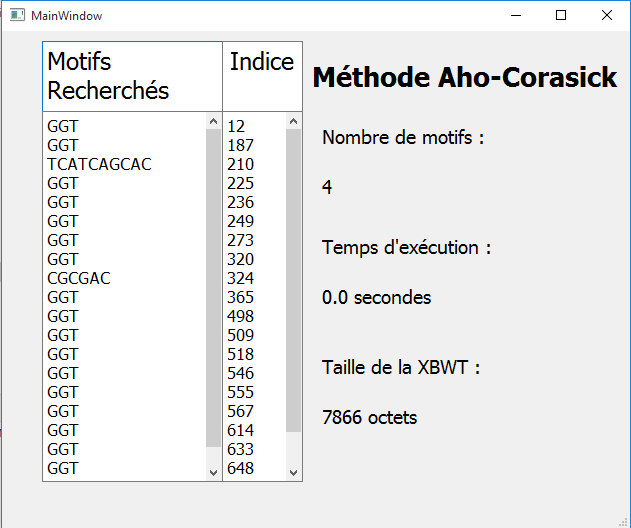 MainWindow
Motifs
Recherchés
Indice
Méthode Aho-Corasick
GGT 12
GGT 187
TCATCAGCAC 210
GGT 225
GGT 236
GGT 249
GGT 273
GGT 320
CGCGAC 324
GGT 365
GGT 498
GGT 509
GGT 518
GGT 546
GGT 555
GGT 567
GGT 614
GGT 633
GGT 648
Nombre de motifs :
4
Temps d'exécution :
0.0 secondes
Taille de la XBWT :
7866 octets